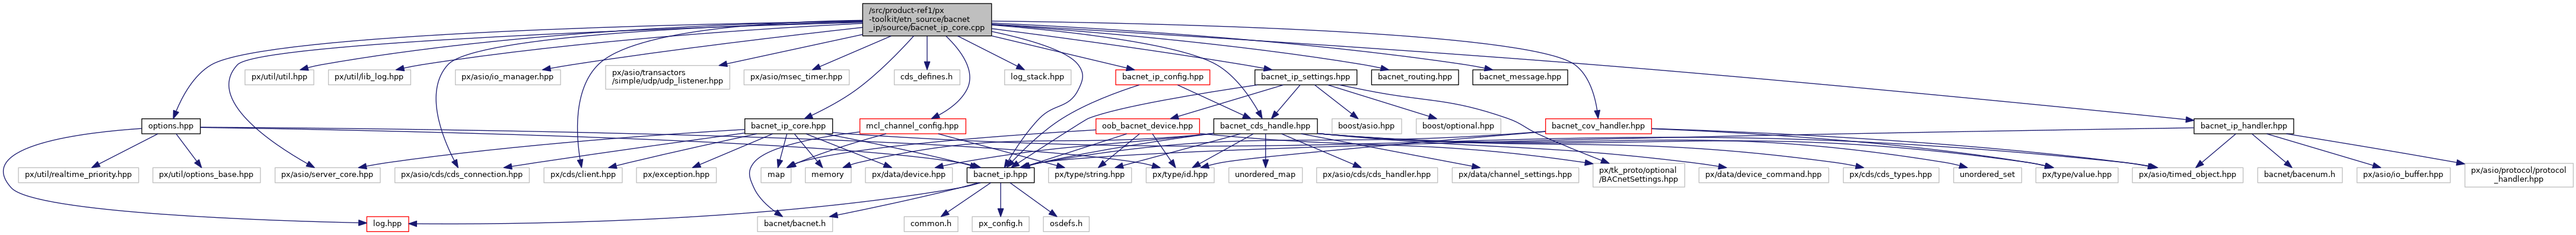 /src/product-ref1/px
-toolkit/etn_source/bacnet
_ip/source/bacnet_ip_core.cpp
px/util/util.hpp
px/util/lib_log.hpp
px/asio/io_manager.hpp
px/asio/transactors
/simple/udp/udp_listener.hpp
px/asio/msec_timer.hpp
cds_defines.h
log_stack.hpp
bacnet_ip_config.hpp
bacnet_ip_settings.hpp
bacnet_routing.hpp
bacnet_message.hpp
options.hpp
bacnet_ip_core.hpp
mcl_channel_config.hpp
oob_bacnet_device.hpp
bacnet_cds_handle.hpp
boost/asio.hpp
boost/optional.hpp
bacnet_cov_handler.hpp
bacnet_ip_handler.hpp
px/util/realtime_priority.hpp
px/util/options_base.hpp
px/asio/server_core.hpp
px/asio/cds/cds_connection.hpp
px/cds/client.hpp
px/exception.hpp
map
memory
px/data/device.hpp
bacnet_ip.hpp
px/type/string.hpp
px/type/id.hpp
unordered_map
px/asio/cds/cds_handler.hpp
px/data/channel_settings.hpp
px/tk_proto/optional
/BACnetSettings.hpp
px/data/device_command.hpp
px/cds/cds_types.hpp
unordered_set
px/type/value.hpp
px/asio/timed_object.hpp
bacnet/bacenum.h
px/asio/io_buffer.hpp
px/asio/protocol/protocol
_handler.hpp
log.hpp
bacnet/bacnet.h
common.h
px_config.h
osdefs.h